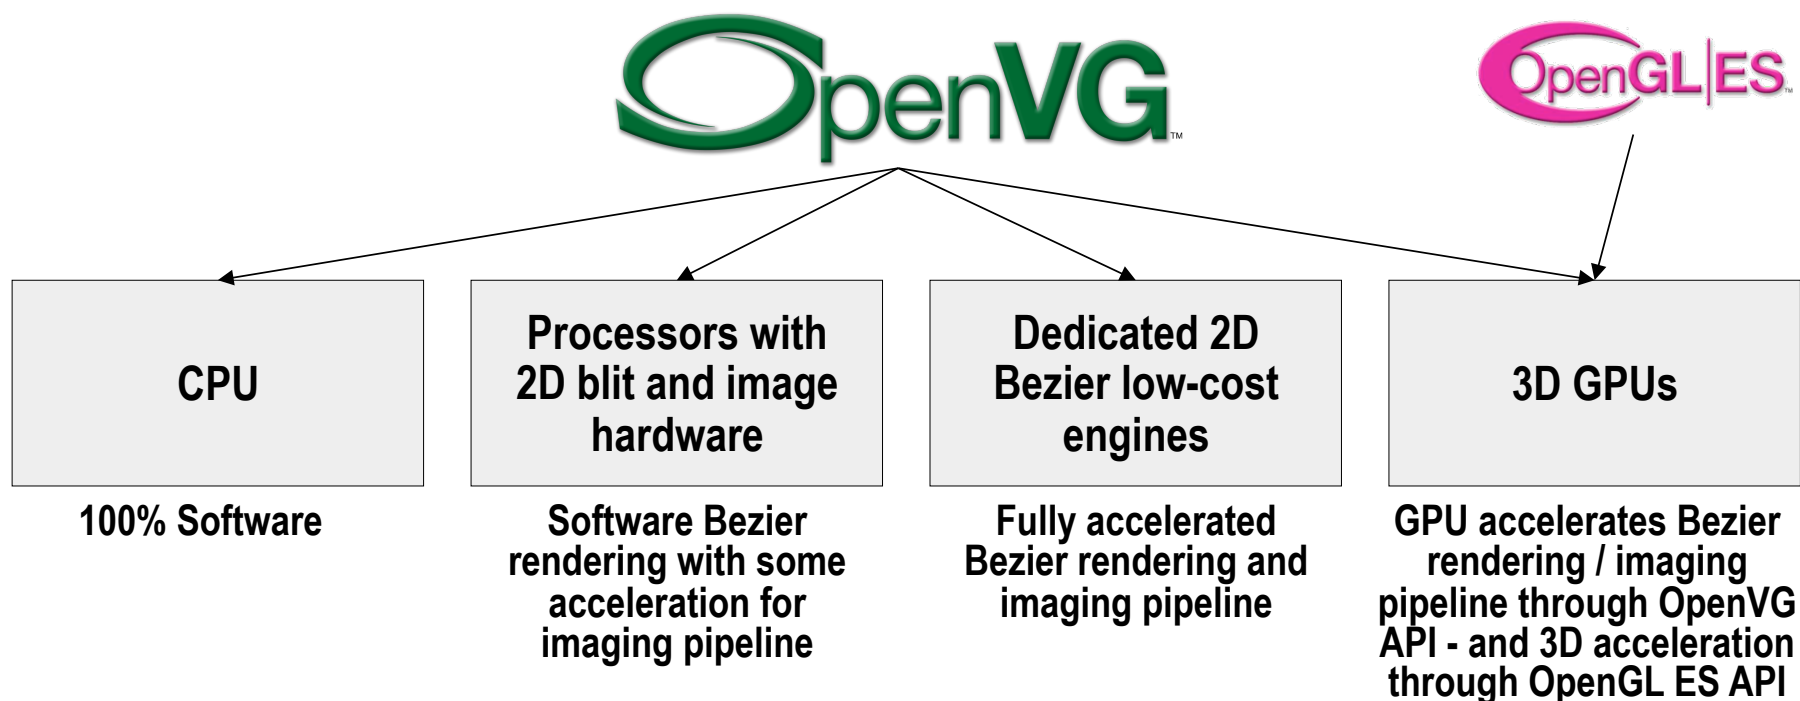 OpenVG™
OpenGL|ES™
CPU
Processors with
2D blit and image
hardware
Dedicated 2D
Bezier low-cost
engines
3D GPUs
100% Software
Software Bezier
rendering with some
acceleration for
imaging pipeline
Fully accelerated
Bezier rendering and
imaging pipeline
GPU accelerates Bezier
rendering / imaging
pipeline through OpenVG
API - and 3D acceleration
through OpenGL ES API